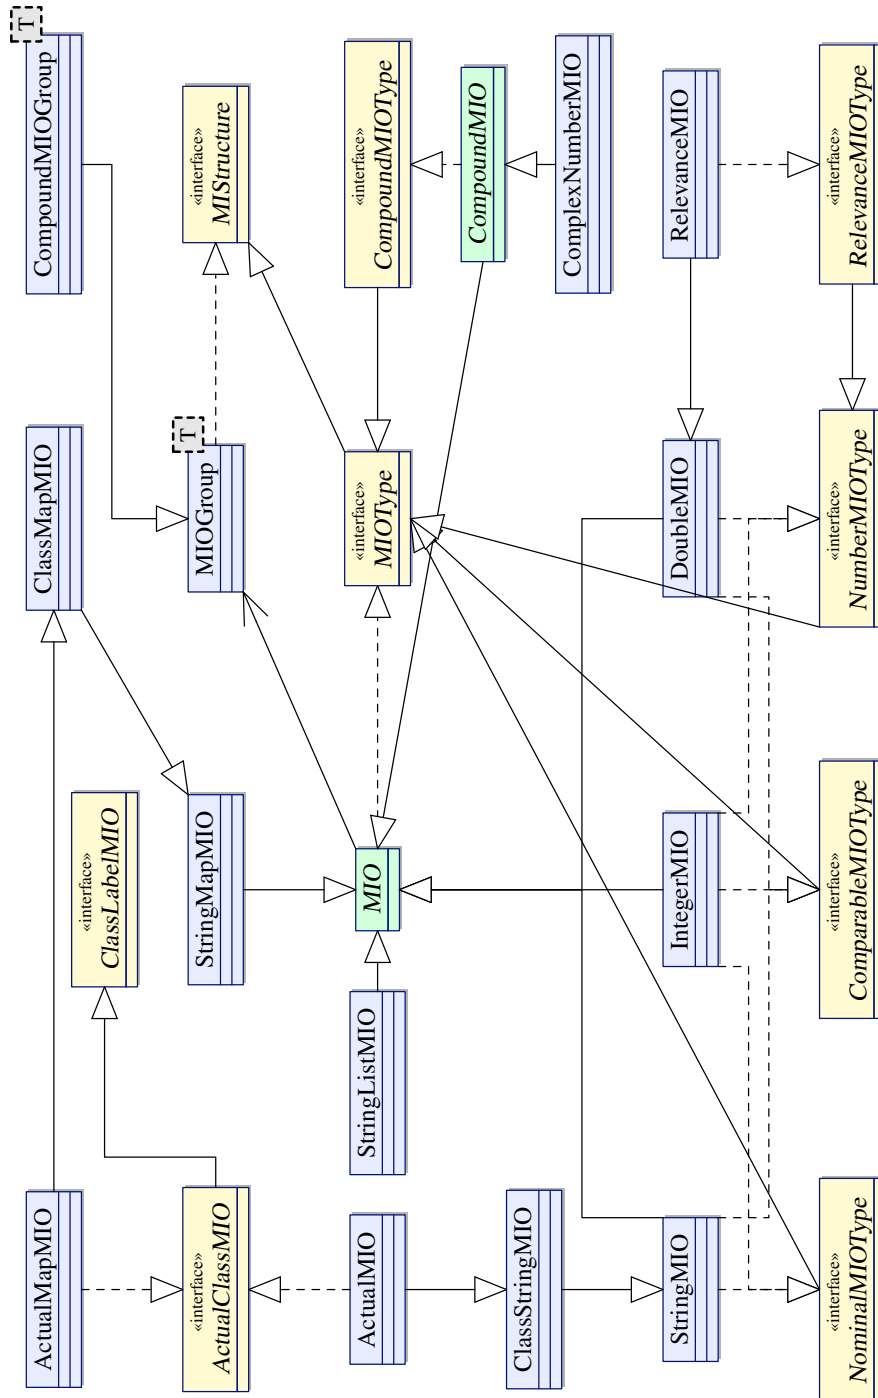 T
ActualMapMIO
ClassMapMIO
CompoundMIOGroup
«interface»
ClassLabelMIO
«interface»
ActualClassMIO
StringMapMIO
T
MIOGroup
«interface»
MIStructure
ActualMIO
StringListMIO
MIO
«interface»
MIOType
«interface»
CompoundMIOType
CompoundMIO
ClassStringMIO
ComplexNumberMIO
StringMIO
IntegerMIO
DoubleMIO
RelevanceMIO
«interface»
NominalMIOType
«interface»
ComparableMIOType
«interface»
NumberMIOType
«interface»
RelevanceMIOType